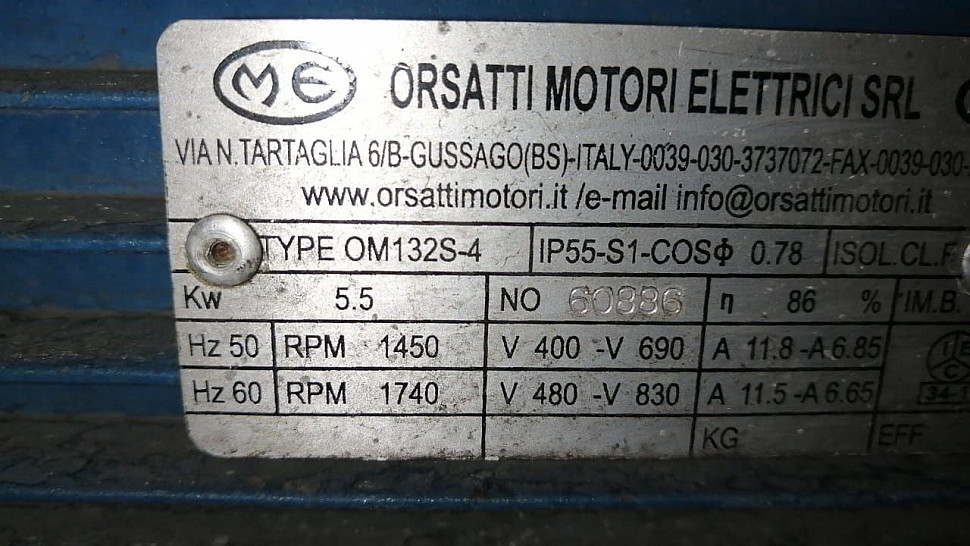 ME ORSATTI MOTORI ELETTRICI SRL
VIA N.TARTAGLIA 6/B-GUSSAGO(BS)-ITALY-0039-030-3737072-FAX-0039-030-
www.orsattimotori.it /e-mail info@orsattimotori.it
TYPE OM132S-4 IP55-S1-COSΦ 0.78 ISOL.CL.F
Kw 5.5 NO 60886 η 86 % IM.B.
Hz 50 RPM 1450 V 400 -V 690 A 11.8 -A 6.85
Hz 60 RPM 1740 V 480 -V 830 A 11.5 -A 6.65 34-1
KG EFF